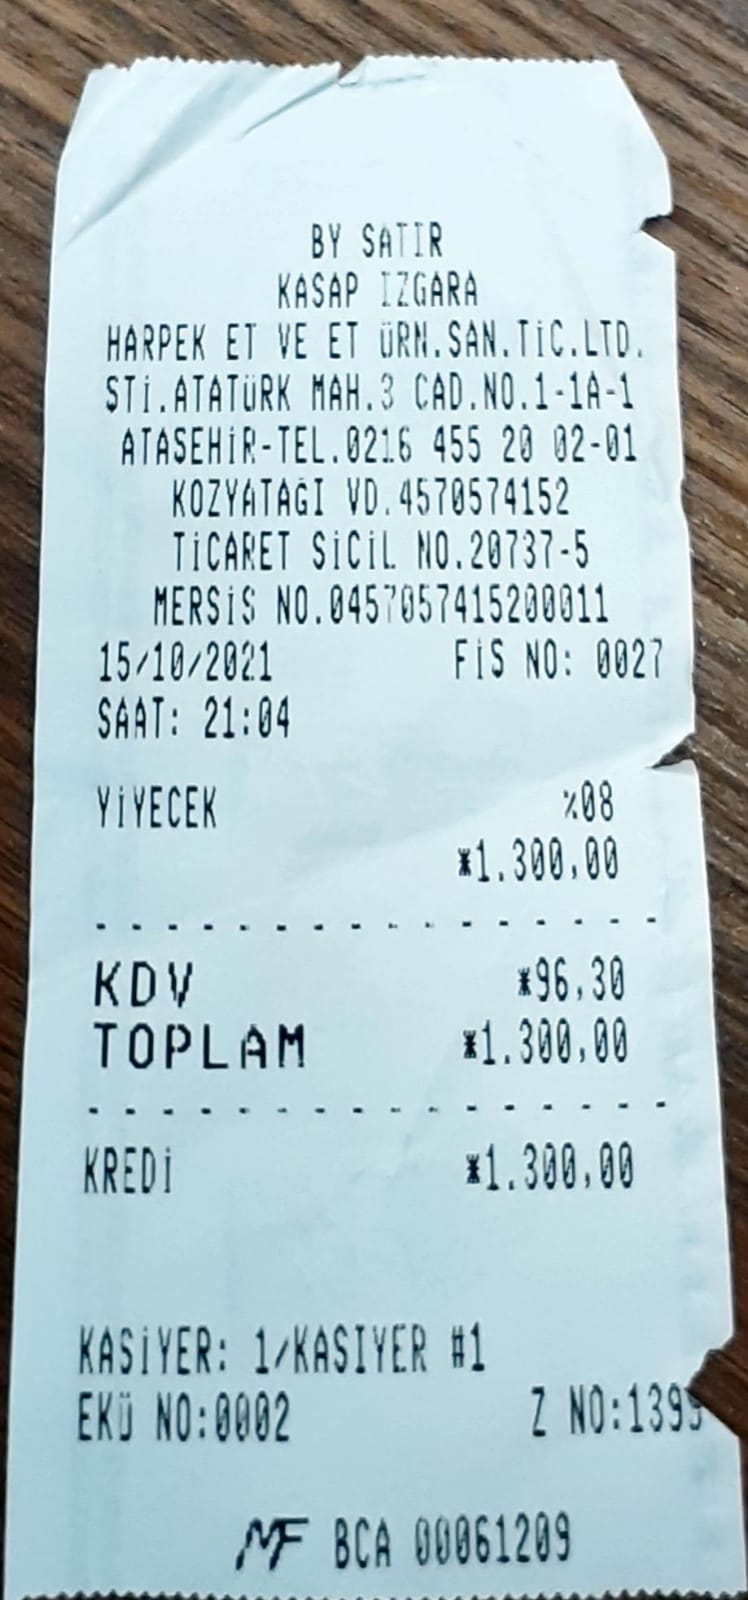 BY SATIR
KASAP IZGARA
HARPEK ET VE ET ÜRN.SAN.TİC.LTD.
STİ.ATATÜRK MAH.3 CAD.NO.1-1A-1
ATASEHİR-TEL.0216 455 20 02-01
KOZYATAĞI VD.4570574152
TİCARET SİCİL NO.20737-5
MERSİS NO.0457057415200011
15/10/2021 FİS NO: 0027
SAAT: 21:04
YİYECEK %08
*1.300,00
KDV *96,30
TOPLAM *1.300,00
KREDİ *1.300,00
KASİYER: 1/KASIYER #1
EKÜ NO:0002 Z NO:1399
MF BCA 00061209